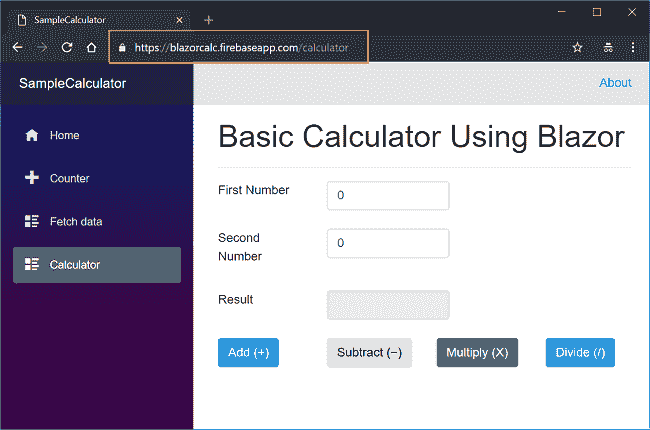 SampleCalculator
https://blazorcalc.firebaseapp.com/calculator
SampleCalculator
About
Home
Counter
Fetch data
Calculator
Basic Calculator Using Blazor
First Number
0
Second
Number
0
Result
Add (+)
Subtract (−)
Multiply (X)
Divide (/)